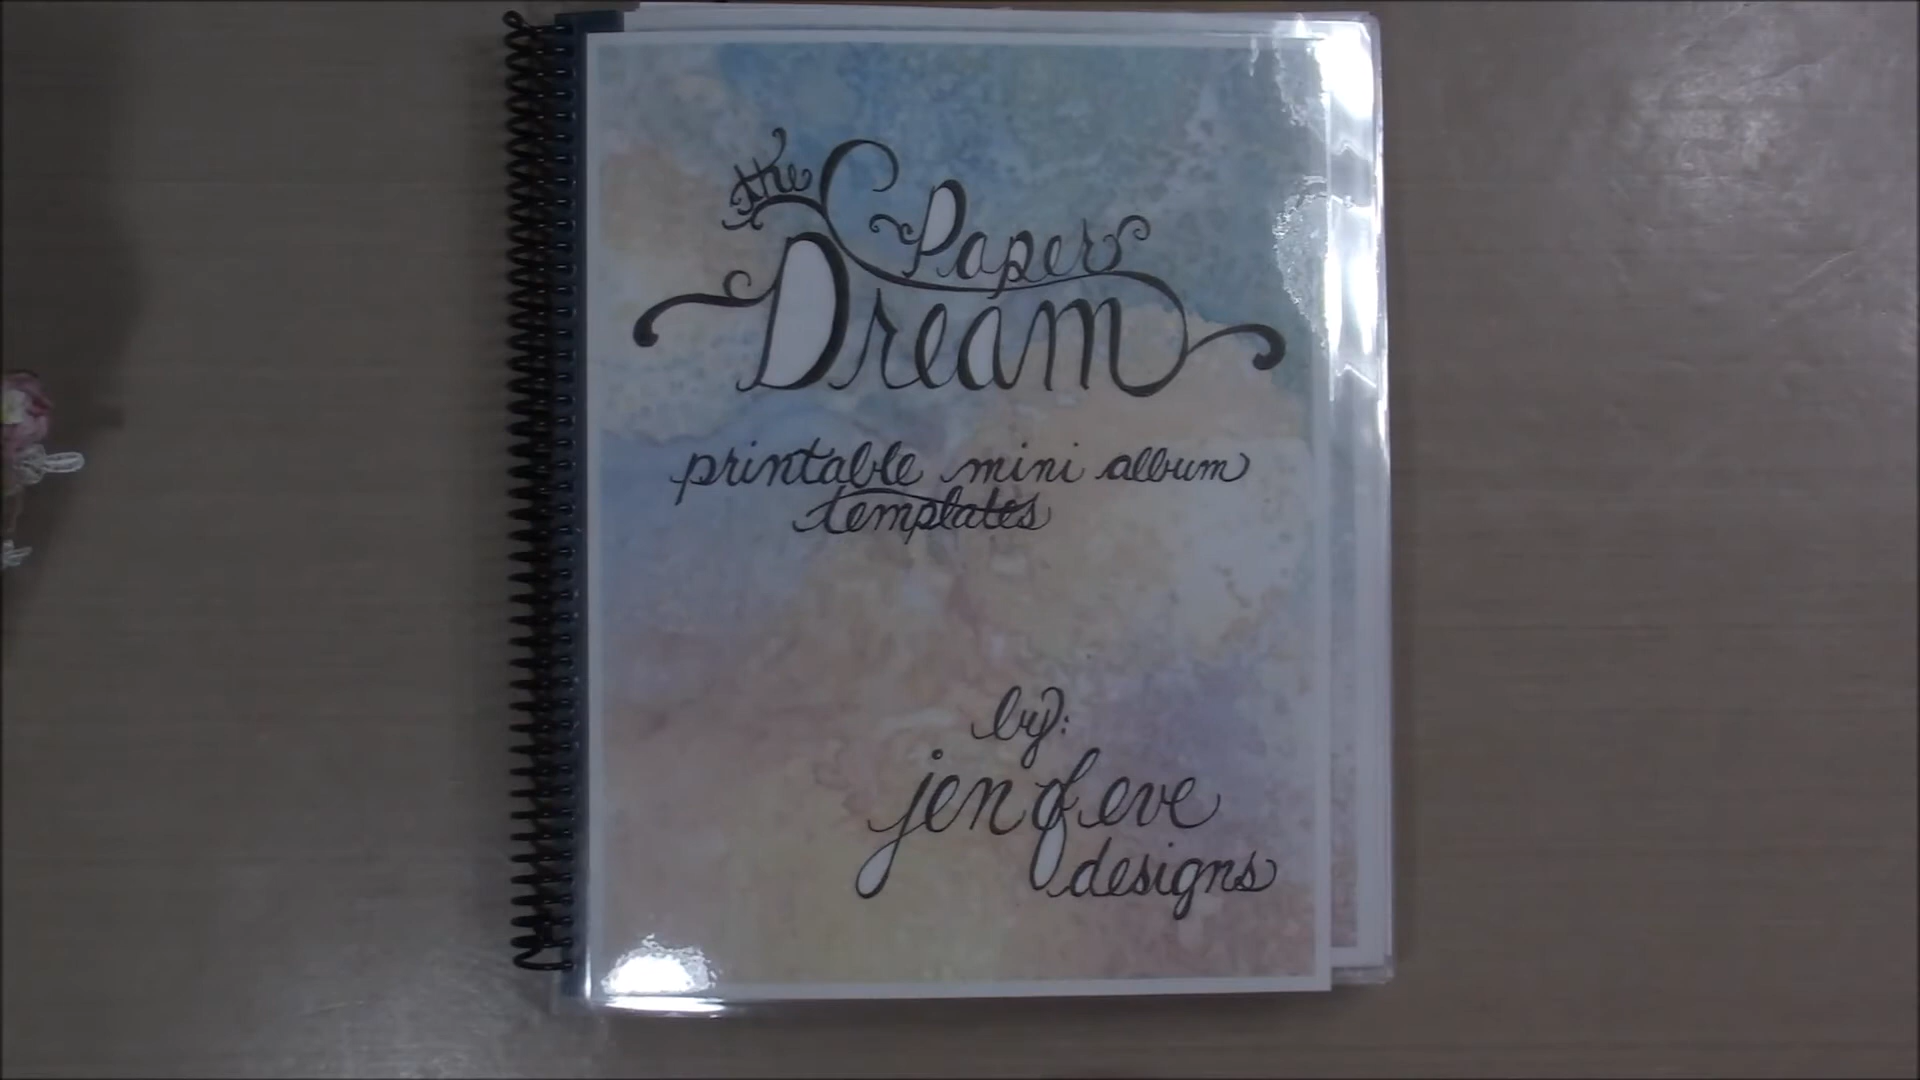 the Paper
Dream
printable mini album
templates
by:
jen of eve
designs